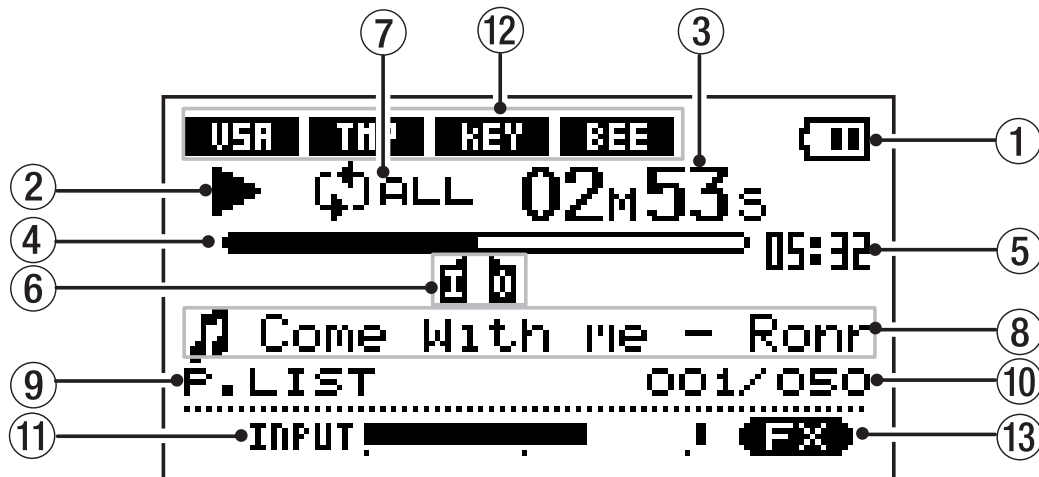 ⑦ ⑫ ③
VSA TMP KEY BEE ①
② ALL 02M53S
④ 05:32 ⑤
⑥ I O
Come With me - Ronr ⑧
⑨ P.LIST 001/050 ⑩
⑪ INPUT FX ⑬